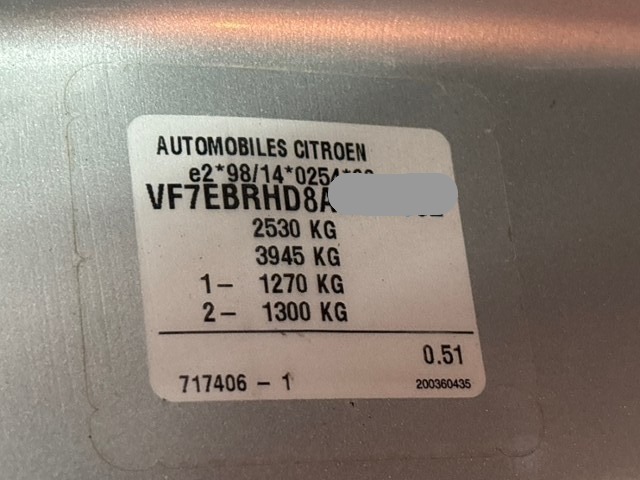 AUTOMOBILES CITROEN
e2*98/14*0254*
VF7EBRHD8A
2530 KG
3945 KG
1- 1270 KG
2- 1300 KG
0.51
717406 - 1
200360435